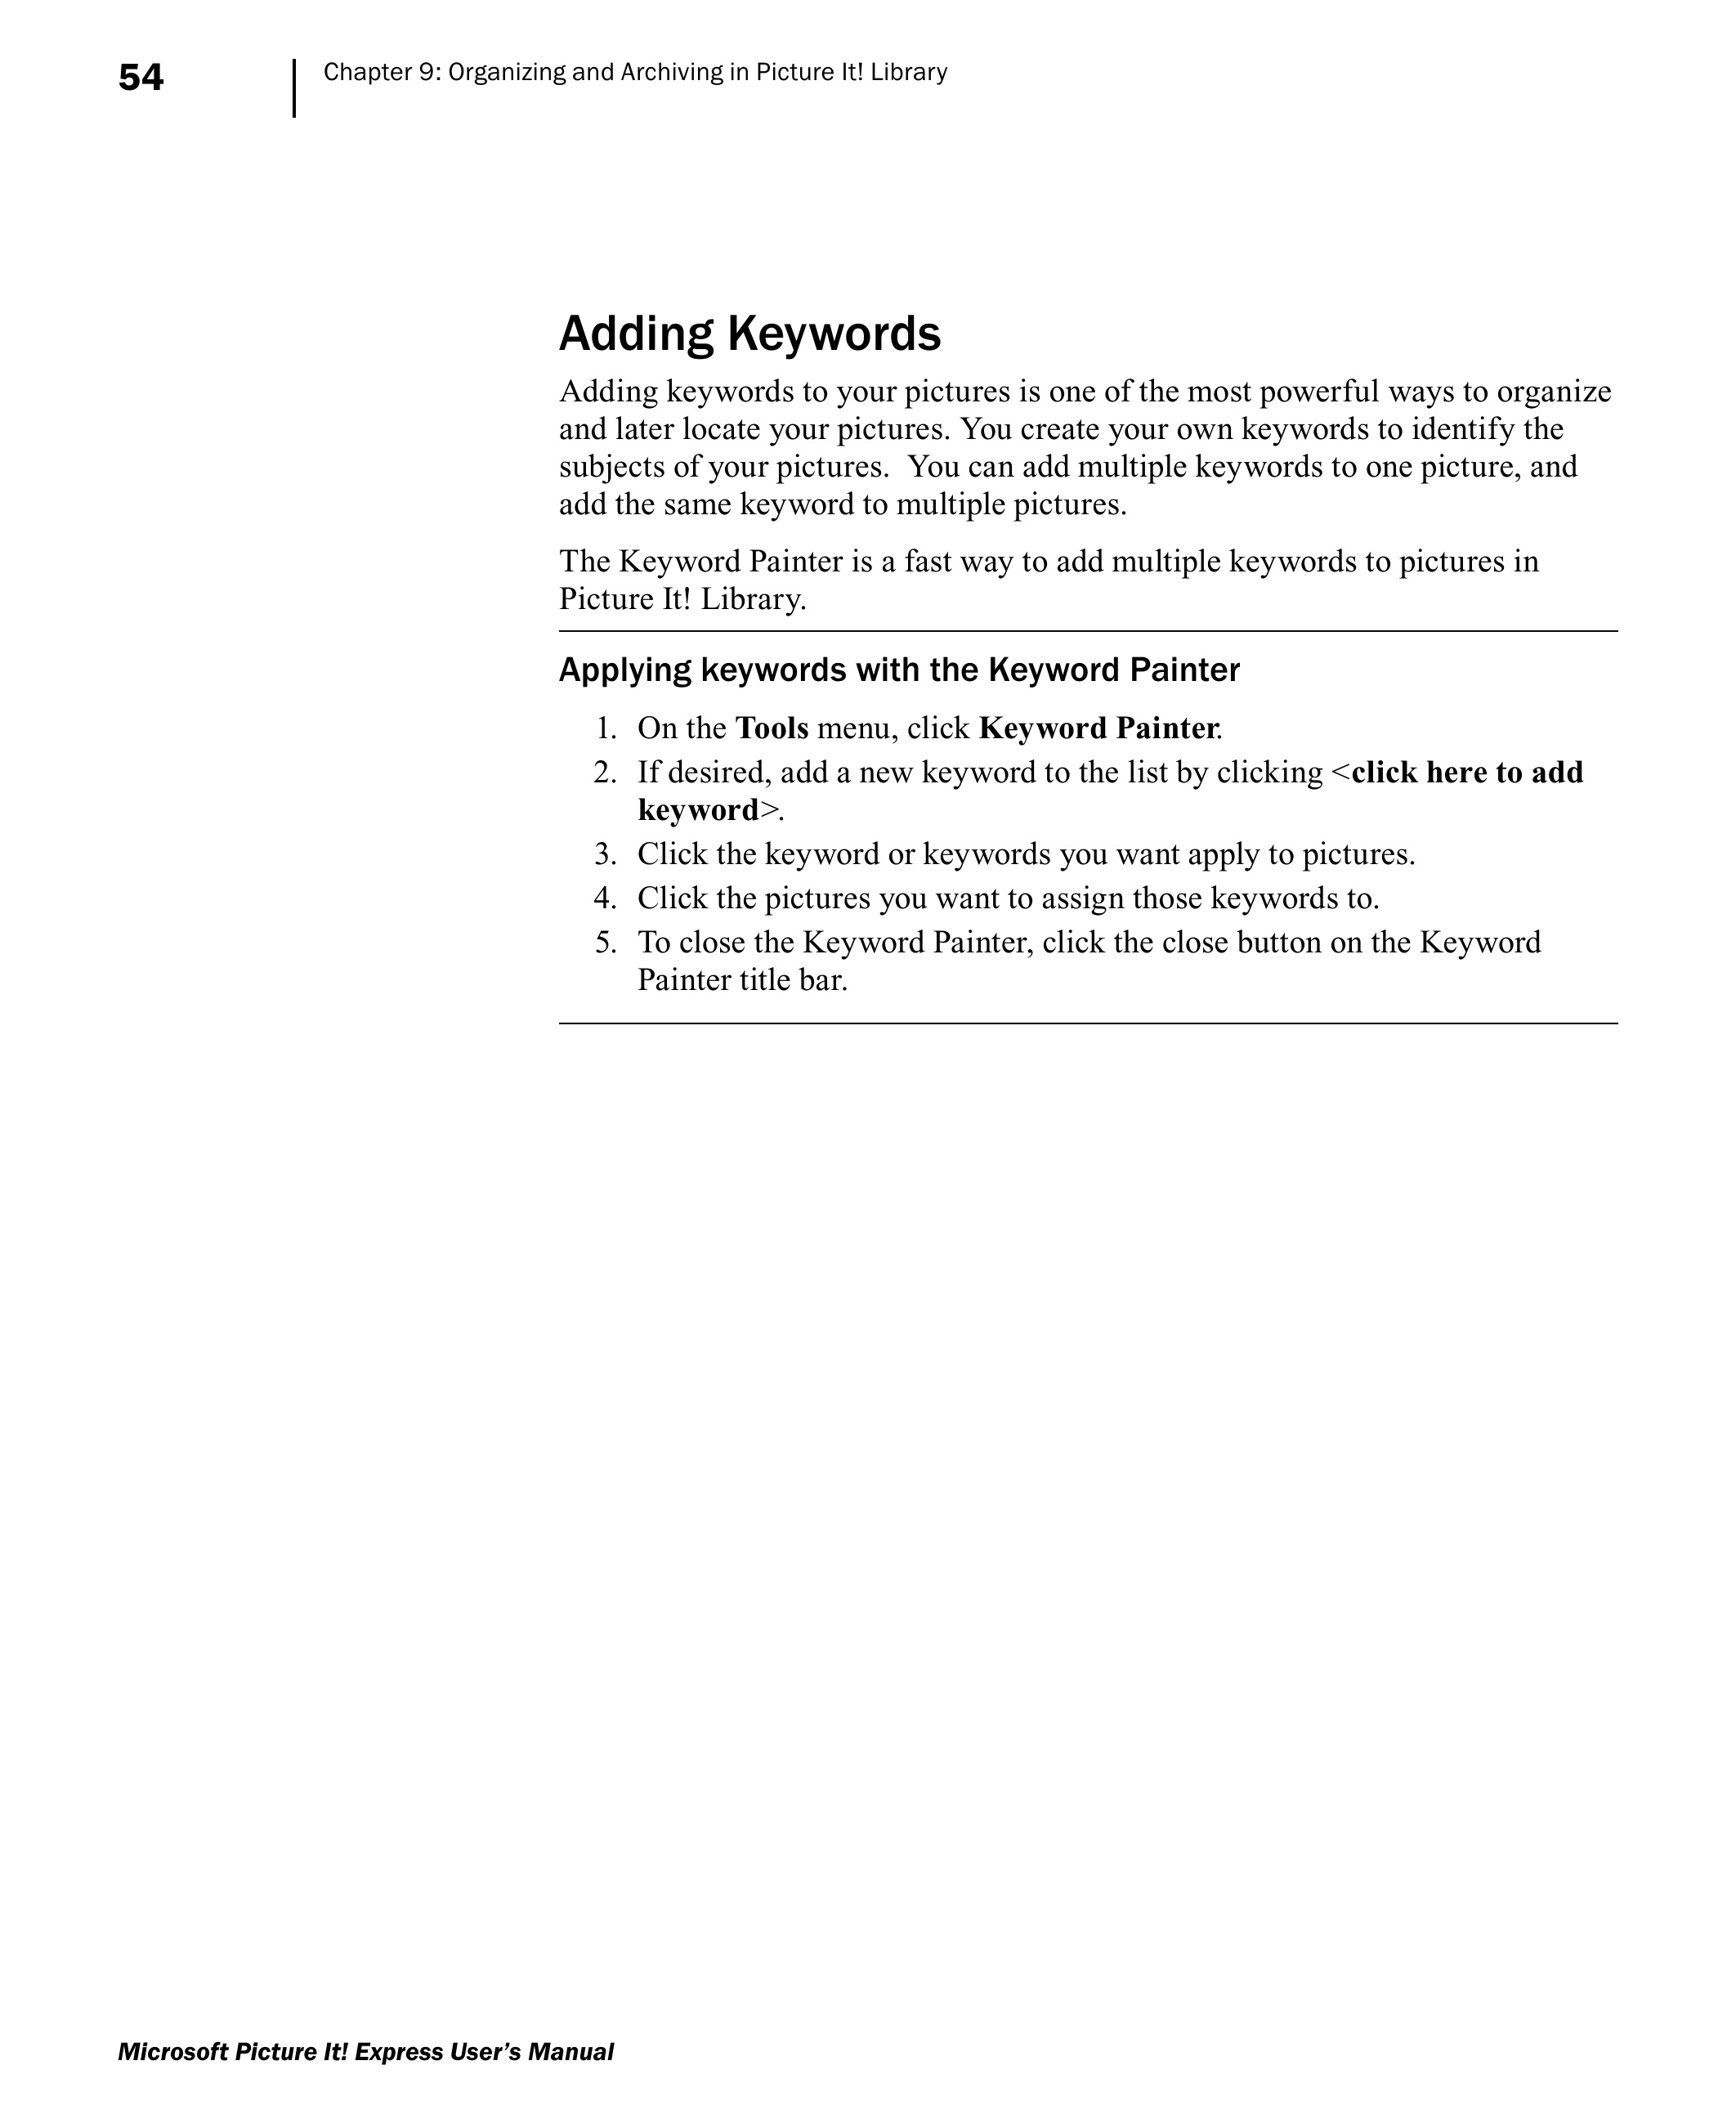 54
Chapter 9: Organizing and Archiving in Picture It! Library
Adding Keywords
Adding keywords to your pictures is one of the most powerful ways to organize
and later locate your pictures. You create your own keywords to identify the
subjects of your pictures.  You can add multiple keywords to one picture, and
add the same keyword to multiple pictures.
The Keyword Painter is a fast way to add multiple keywords to pictures in
Picture It! Library.
Applying keywords with the Keyword Painter
1. On the Tools menu, click Keyword Painter.
2. If desired, add a new keyword to the list by clicking <click here to add
keyword>.
3. Click the keyword or keywords you want apply to pictures.
4. Click the pictures you want to assign those keywords to.
5. To close the Keyword Painter, click the close button on the Keyword
Painter title bar.
Microsoft Picture It! Express User’s Manual